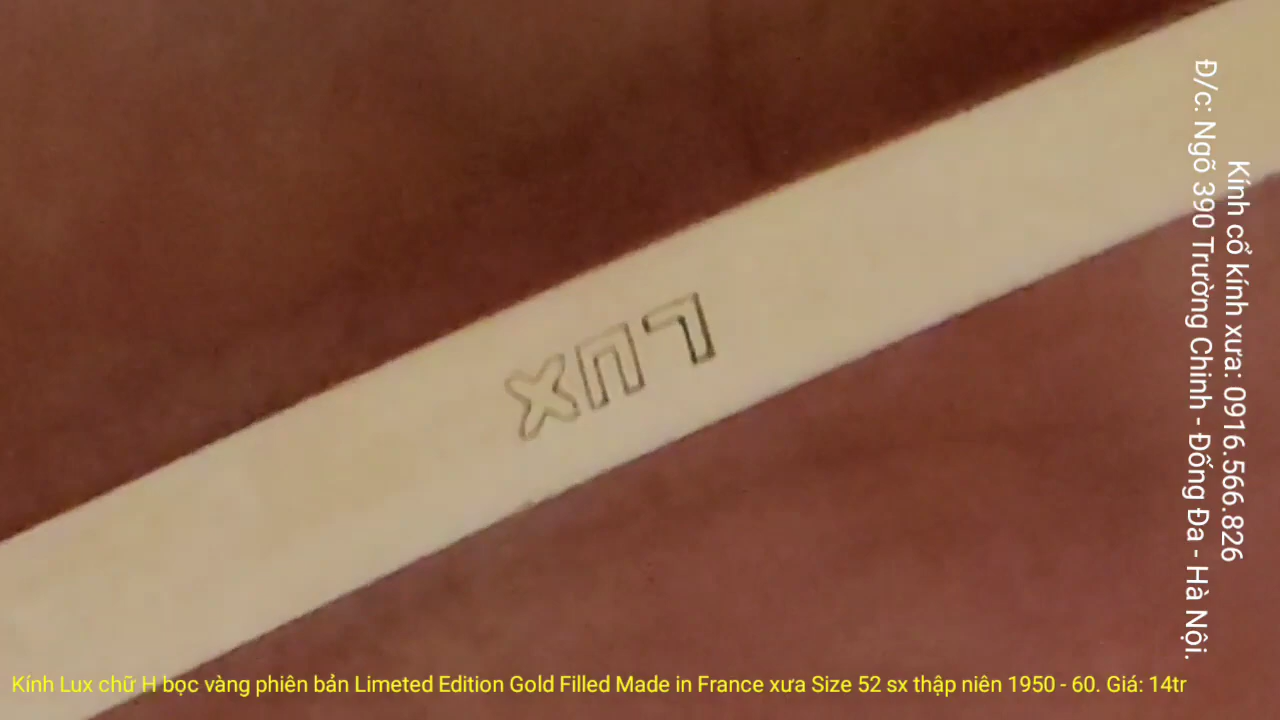 LUX
Kính cổ kính xưa: 0916.566.826
Đ/c: Ngõ 390 Trường Chinh - Đống Đa - Hà Nội.
Kính Lux chữ H bọc vàng phiên bản Limeted Edition Gold Filled Made in France xưa Size 52 sx thập niên 1950 - 60. Giá: 14tr